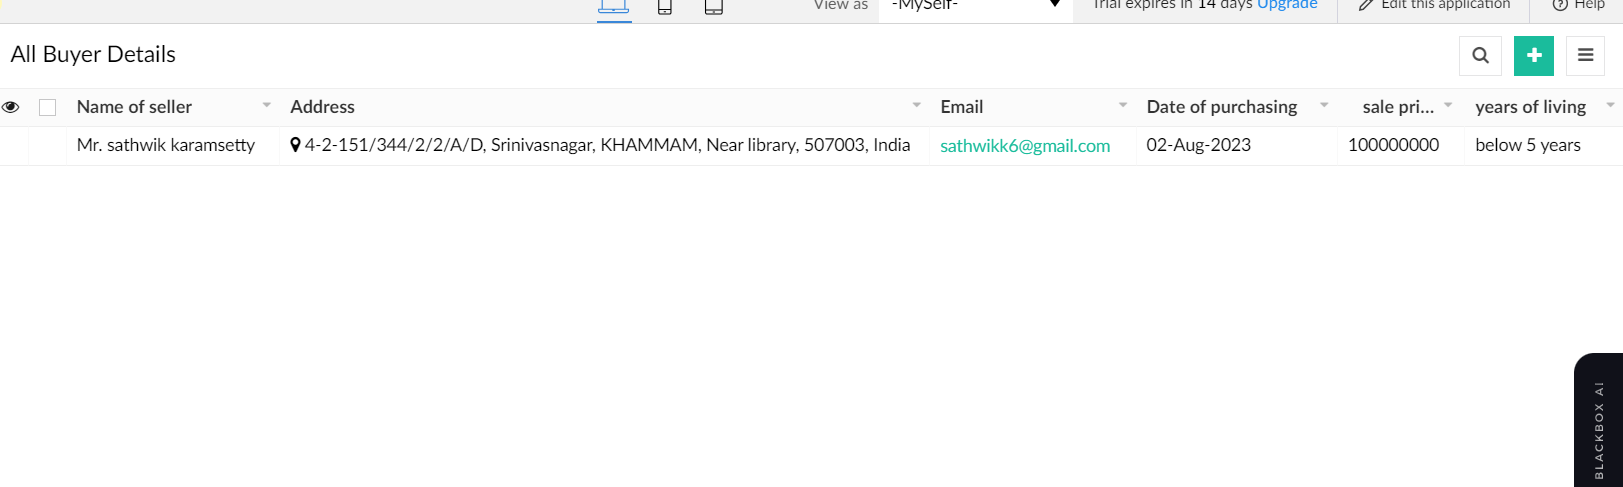 View as -MySelf- Trial expires in 14 days Upgrade Edit this application Help
All Buyer Details
Name of seller Address Email Date of purchasing sale pri... years of living
Mr. sathwik karamsetty 4-2-151/344/2/2/A/D, Srinivasnagar, KHAMMAM, Near library, 507003, India sathwikk6@gmail.com 02-Aug-2023 100000000 below 5 years
BLACKBOX AI